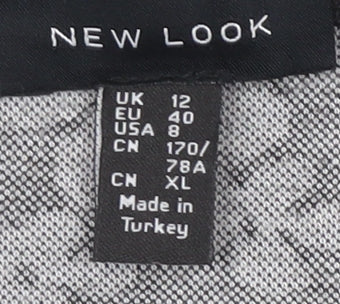 NEW LOOK
UK 12
EU 40
USA 8
CN 170/
78A
CN XL
Made in
Turkey